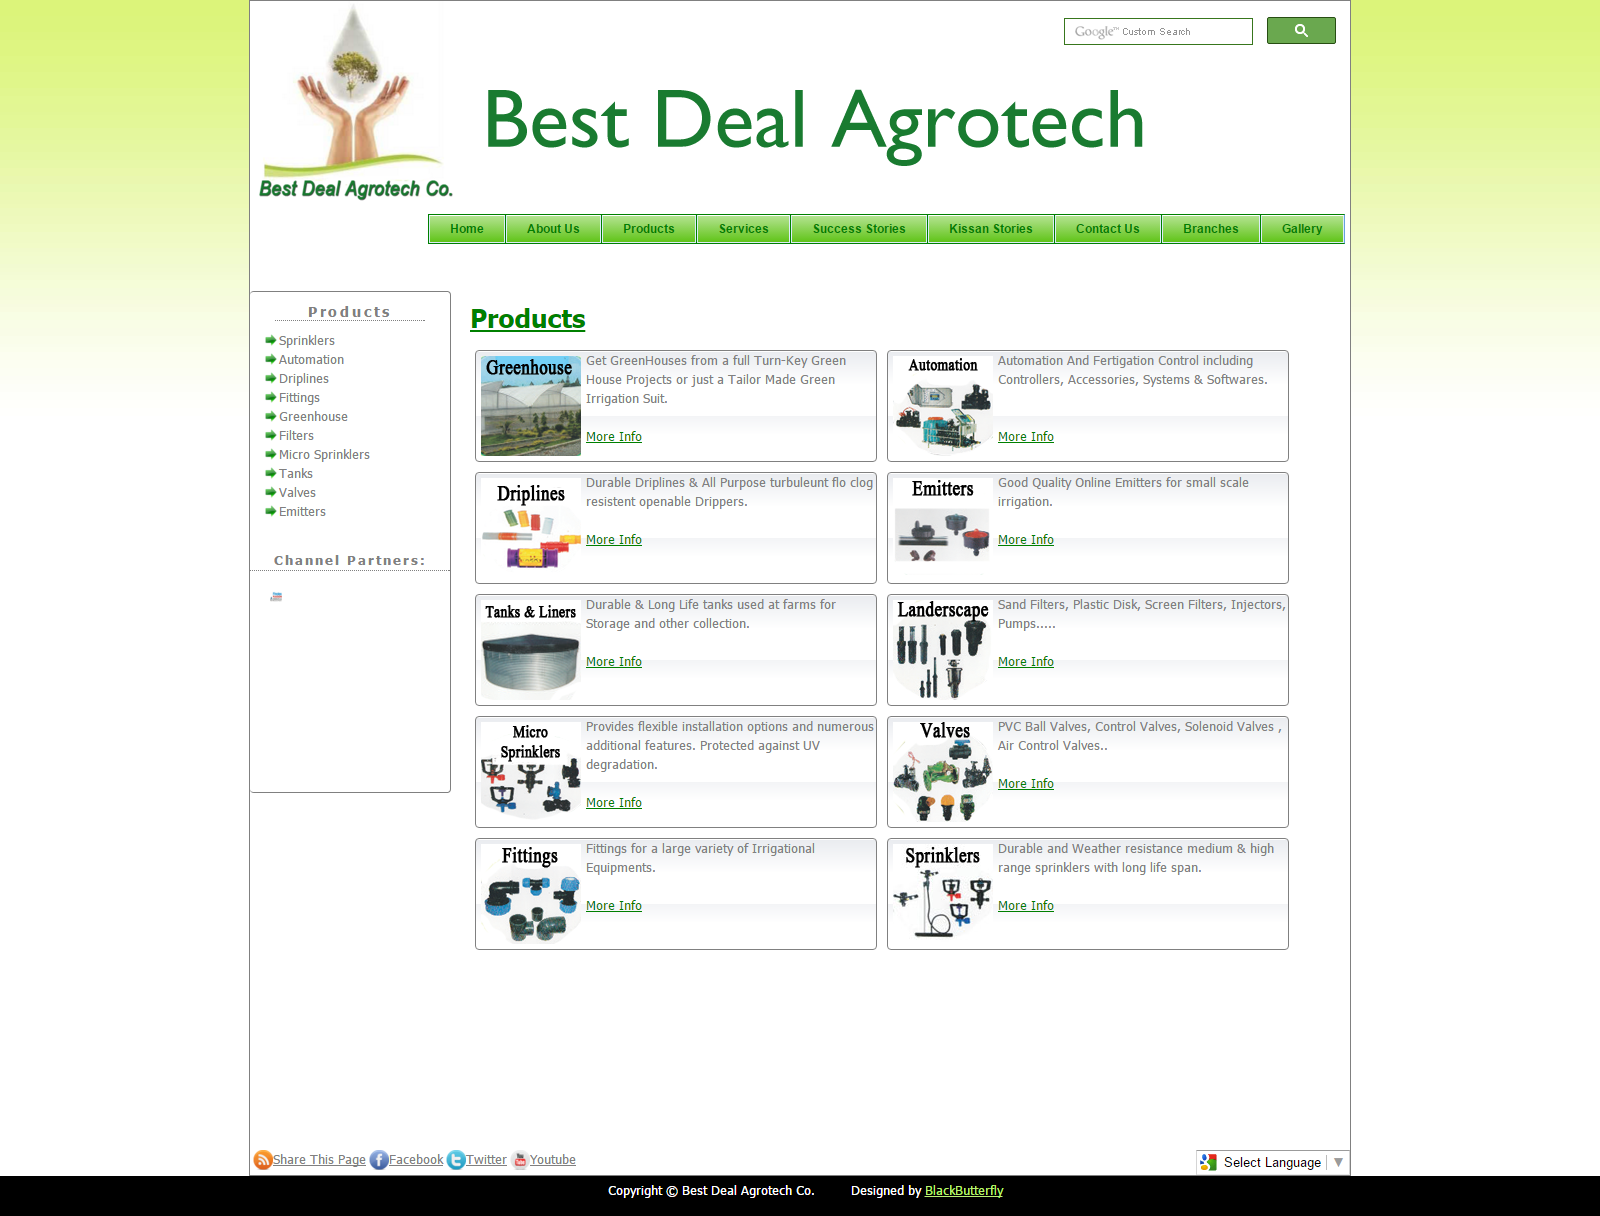 Google™ Custom Search
Best Deal Agrotech
Best Deal Agrotech Co.
Home About Us Products Services Success Stories Kissan Stories Contact Us Branches Gallery
Products
Sprinklers
Automation
Driplines
Fittings
Greenhouse
Filters
Micro Sprinklers
Tanks
Valves
Emitters
Channel Partners:
Products
Greenhouse
Get GreenHouses from a full Turn-Key Green
House Projects or just a Tailor Made Green
Irrigation Suit.
More Info
Automation
Automation And Fertigation Control including
Controllers, Accessories, Systems & Softwares.
More Info
Driplines
Durable Driplines & All Purpose turbuleunt flo clog
resistent openable Drippers.
More Info
Emitters
Good Quality Online Emitters for small scale
irrigation.
More Info
Tanks & Liners
Durable & Long Life tanks used at farms for
Storage and other collection.
More Info
Landerscape
Sand Filters, Plastic Disk, Screen Filters, Injectors,
Pumps.....
More Info
Micro
Sprinklers
Provides flexible installation options and numerous
additional features. Protected against UV
degradation.
More Info
Valves
PVC Ball Valves, Control Valves, Solenoid Valves ,
Air Control Valves..
More Info
Fittings
Fittings for a large variety of Irrigational
Equipments.
More Info
Sprinklers
Durable and Weather resistance medium & high
range sprinklers with long life span.
More Info
Share This Page Facebook Twitter Youtube
Select Language ▼
Copyright © Best Deal Agrotech Co. Designed by BlackButterfly